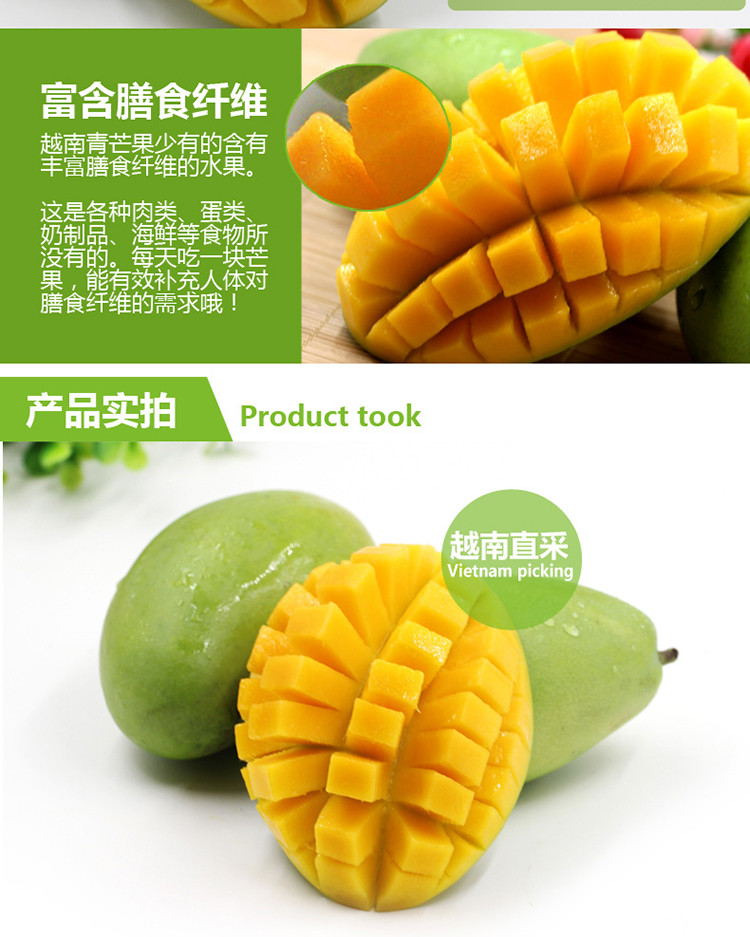 富含膳食纤维
越南青芒果少有的含有
丰富膳食纤维的水果。
这是各种肉类、蛋类、
奶制品、海鲜等食物所
没有的。每天吃一块芒
果，能有效补充人体对
膳食纤维的需求哦！
产品实拍
Product took
越南直采
Vietnam picking